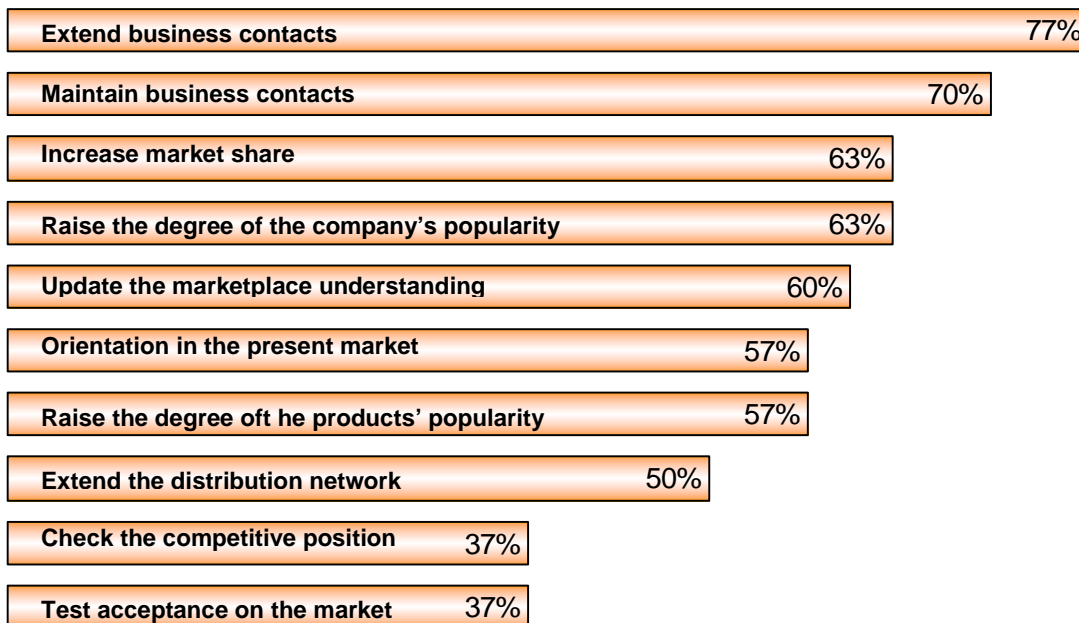 Extend business contacts 77%
Maintain business contacts 70%
Increase market share 63%
Raise the degree of the company’s popularity 63%
Update the marketplace understanding 60%
Orientation in the present market 57%
Raise the degree oft he products’ popularity 57%
Extend the distribution network 50%
Check the competitive position 37%
Test acceptance on the market 37%